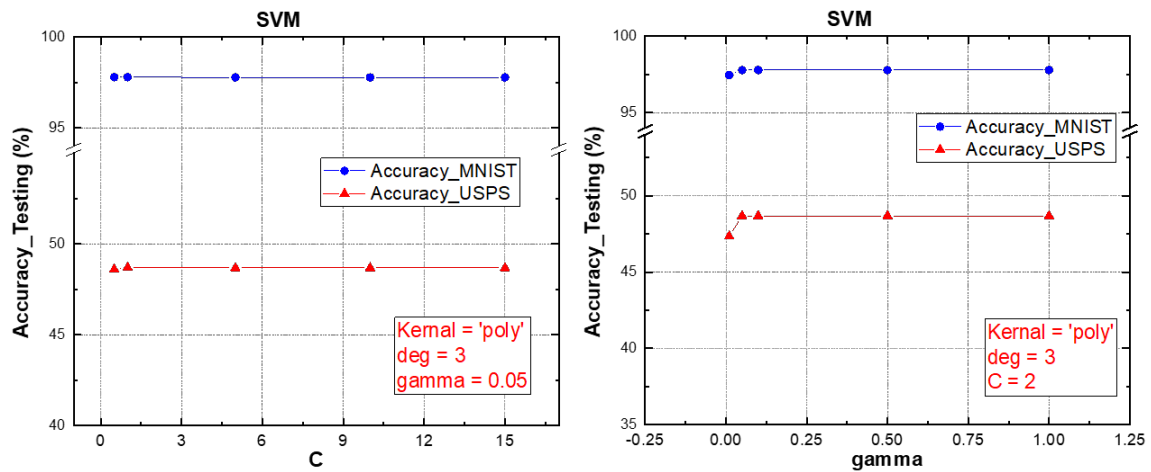 SVM
100
95
50
45
40
Accuracy_Testing (%)
Accuracy_MNIST
Accuracy_USPS
Kernal = 'poly'
deg = 3
gamma = 0.05
0 3 6 9 12 15
C
SVM
100
95
50
45
40
35
Accuracy_Testing (%)
Accuracy_MNIST
Accuracy_USPS
Kernal = 'poly'
deg = 3
C = 2
-0.25 0.00 0.25 0.50 0.75 1.00 1.25
gamma